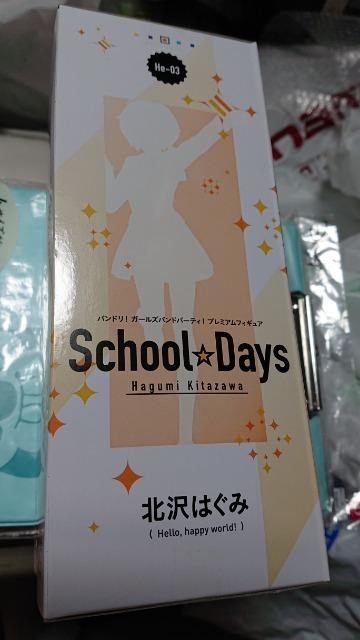 He-03
バンドリ! ガールズバンドパーティ! プレミアムフィギュア
School☆Days
Hagumi Kitazawa
北沢はぐみ
( Hello, happy world! )